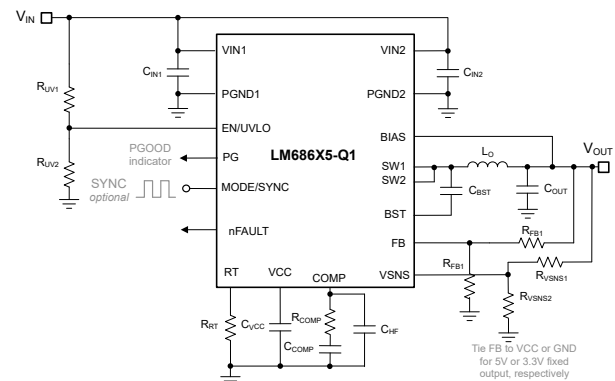 VIN
VIN1
VIN2
CIN1
CIN2
RUV1
PGND1
PGND2
EN/UVLO
BIAS
PGOOD
indicator
PG
LM686X5-Q1
LO
VOUT
RUV2
SW1
SW2
SYNC
optional
MODE/SYNC
CBST
COUT
BST
nFAULT
RFB1
FB
RT
VCC
COMP
VSNS
RFB1
RVSNS1
RRT
CVCC
RCOMP
CHF
RVSNS2
CCOMP
Tie FB to VCC or GND
for 5V or 3.3V fixed
output, respectively